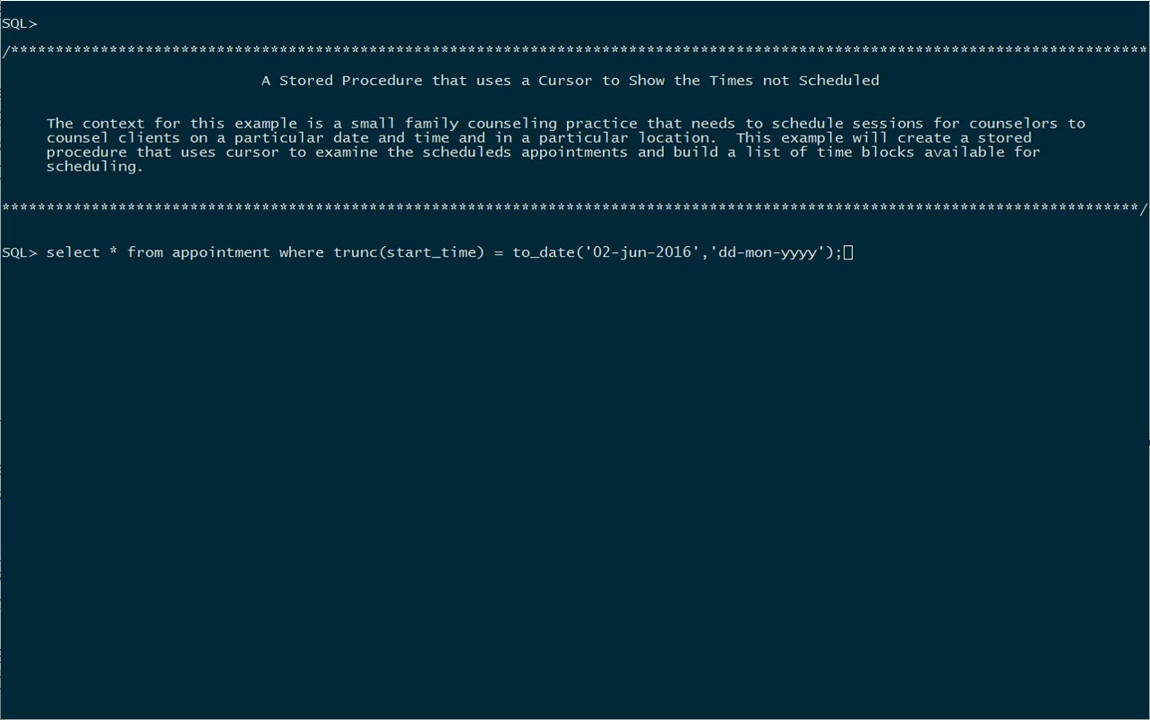 SQL>
/*******************************************************************************************************************************
A Stored Procedure that uses a Cursor to Show the Times not Scheduled
The context for this example is a small family counseling practice that needs to schedule sessions for counselors to
counsel clients on a particular date and time and in a particular location.  This example will create a stored
procedure that uses cursor to examine the scheduleds appointments and build a list of time blocks available for
scheduling.
*******************************************************************************************************************************/
SQL> select * from appointment where trunc(start_time) = to_date('02-jun-2016','dd-mon-yyyy');